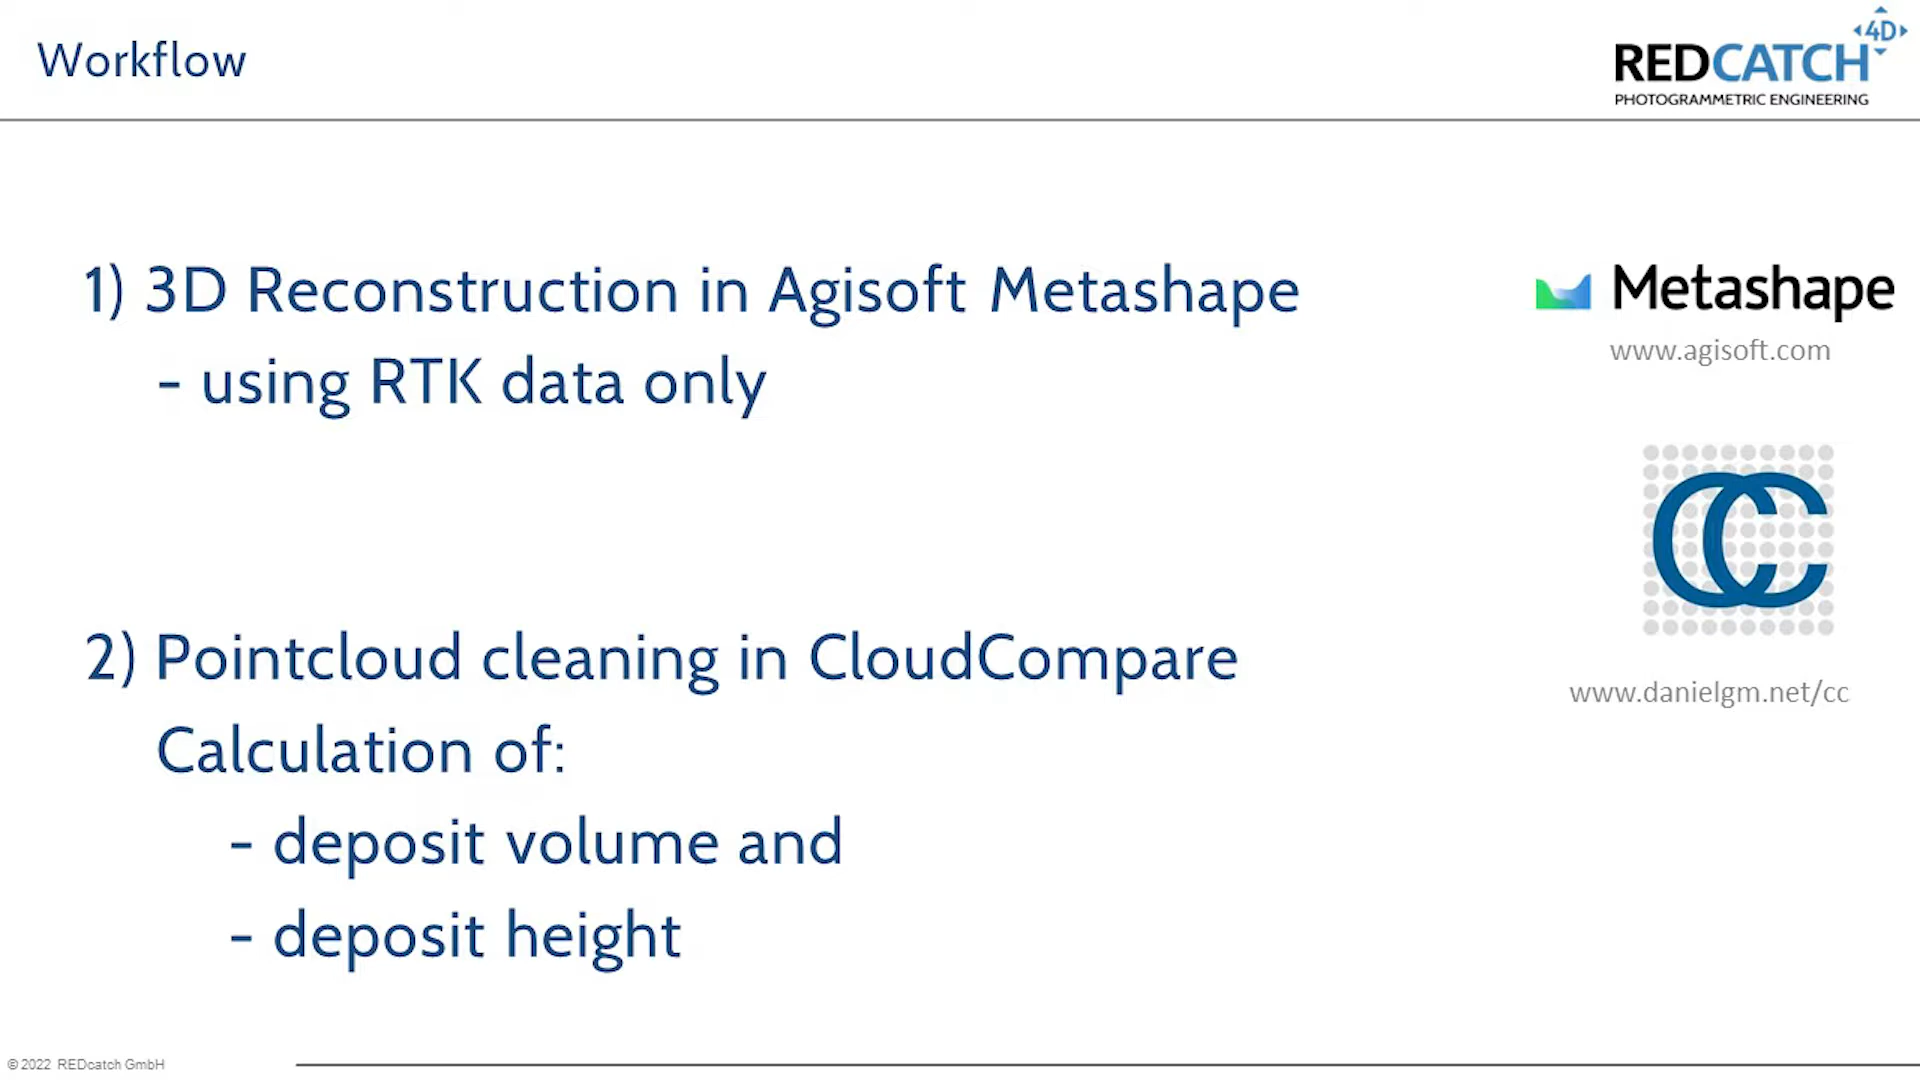 Workflow
4D
REDCATCH
PHOTOGRAMMETRIC ENGINEERING
1) 3D Reconstruction in Agisoft Metashape
- using RTK data only
Metashape
www.agisoft.com
CC
www.danielgm.net/cc
2) Pointcloud cleaning in CloudCompare
Calculation of:
- deposit volume and
- deposit height
© 2022 REDcatch GmbH